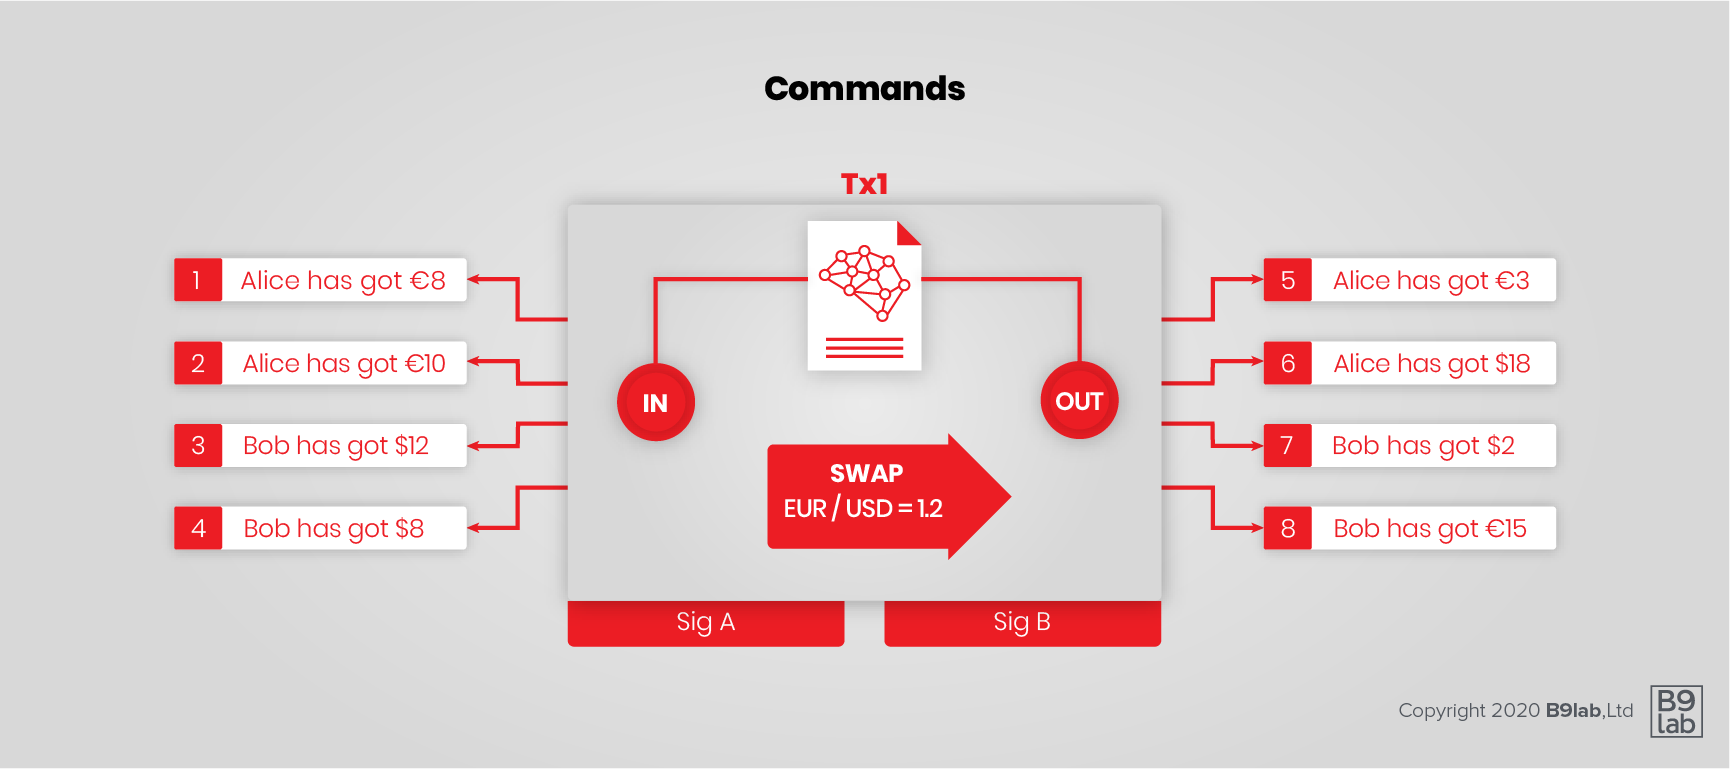 Commands
Tx1
1 Alice has got €8
2 Alice has got €10
3 Bob has got $12
4 Bob has got $8
IN
OUT
SWAP
EUR / USD = 1.2
5 Alice has got €3
6 Alice has got $18
7 Bob has got $2
8 Bob has got €15
Sig A
Sig B
Copyright 2020 B9lab,Ltd
B9
lab